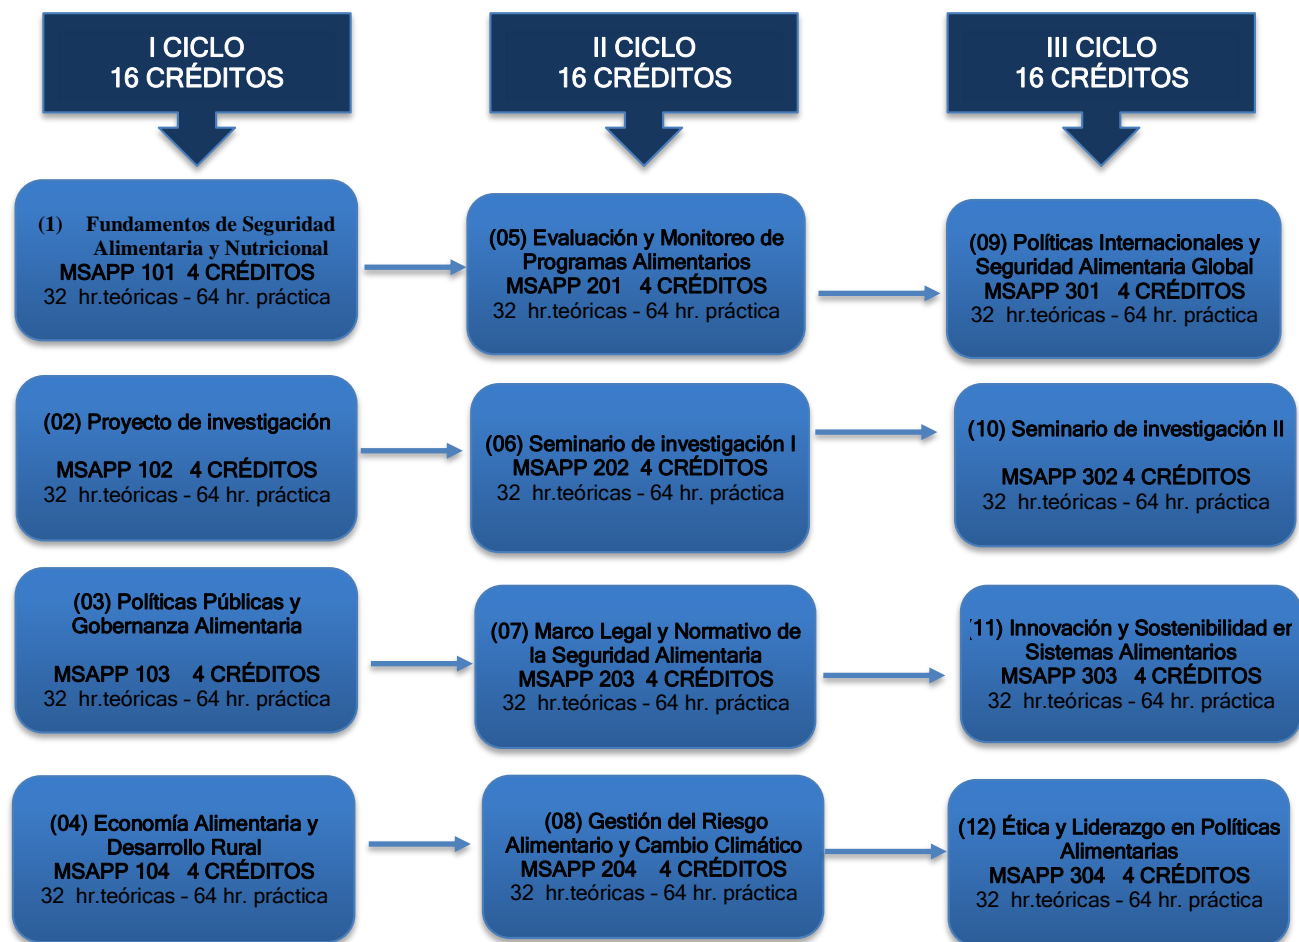 I CICLO
16 CRÉDITOS
II CICLO
16 CRÉDITOS
III CICLO
16 CRÉDITOS
(1) Fundamentos de Seguridad
Alimentaria y Nutricional
MSAPP 101 4 CRÉDITOS
32 hr.teóricas - 64 hr. práctica
(05) Evaluación y Monitoreo de
Programas Alimentarios
MSAPP 201 4 CRÉDITOS
32 hr.teóricas - 64 hr. práctica
(09) Políticas Internacionales y
Seguridad Alimentaria Global
MSAPP 301 4 CRÉDITOS
32 hr.teóricas - 64 hr. práctica
(02) Proyecto de investigación
MSAPP 102 4 CRÉDITOS
32 hr.teóricas - 64 hr. práctica
(06) Seminario de investigación I
MSAPP 202 4 CRÉDITOS
32 hr.teóricas - 64 hr. práctica
(10) Seminario de investigación II
MSAPP 302 4 CRÉDITOS
32 hr.teóricas - 64 hr. práctica
(03) Políticas Públicas y
Gobernanza Alimentaria
MSAPP 103 4 CRÉDITOS
32 hr.teóricas - 64 hr. práctica
(07) Marco Legal y Normativo de
la Seguridad Alimentaria
MSAPP 203 4 CRÉDITOS
32 hr.teóricas - 64 hr. práctica
(11) Innovación y Sostenibilidad en
Sistemas Alimentarios
MSAPP 303 4 CRÉDITOS
32 hr.teóricas - 64 hr. práctica
(04) Economía Alimentaria y
Desarrollo Rural
MSAPP 104 4 CRÉDITOS
32 hr.teóricas - 64 hr. práctica
(08) Gestión del Riesgo
Alimentario y Cambio Climático
MSAPP 204 4 CRÉDITOS
32 hr.teóricas - 64 hr. práctica
(12) Ética y Liderazgo en Políticas
Alimentarias
MSAPP 304 4 CRÉDITOS
32 hr.teóricas - 64 hr. práctica